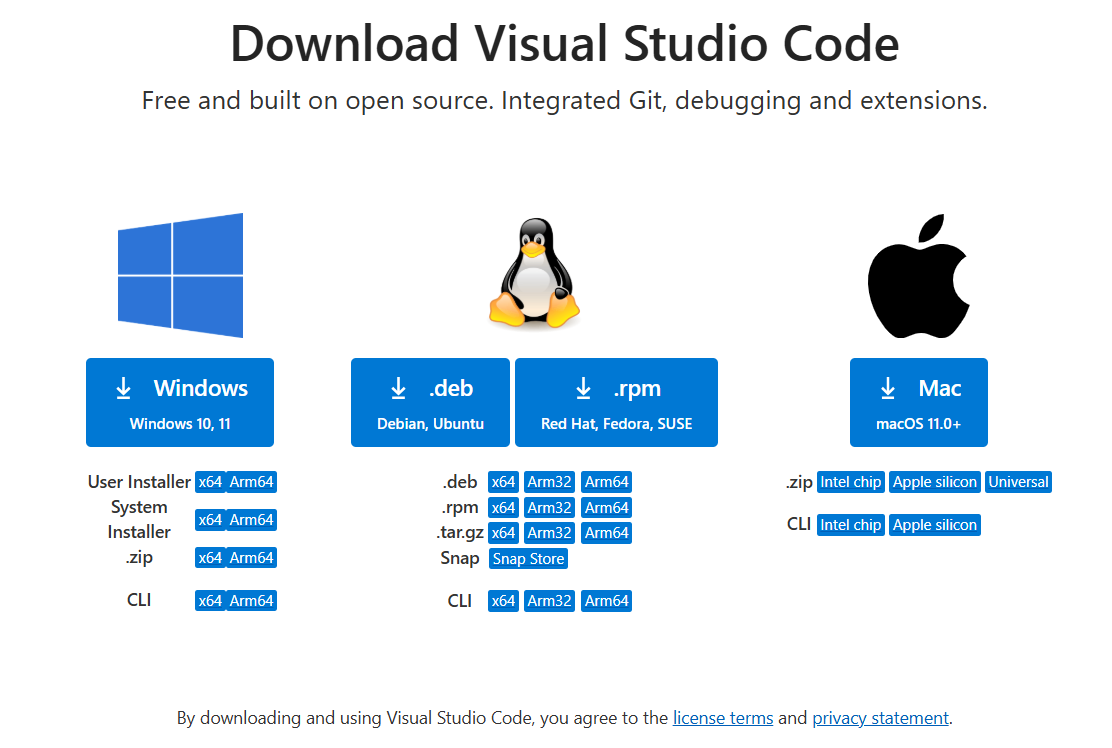 Download Visual Studio Code
Free and built on open source. Integrated Git, debugging and extensions.
Windows
Windows 10, 11
User Installer x64 Arm64
System
Installer x64 Arm64
.zip x64 Arm64
CLI x64 Arm64
.deb
Debian, Ubuntu
.rpm
Red Hat, Fedora, SUSE
.deb x64 Arm32 Arm64
.rpm x64 Arm32 Arm64
.tar.gz x64 Arm32 Arm64
Snap Snap Store
CLI x64 Arm32 Arm64
Mac
macOS 11.0+
.zip Intel chip Apple silicon Universal
CLI Intel chip Apple silicon
By downloading and using Visual Studio Code, you agree to the license terms and privacy statement.